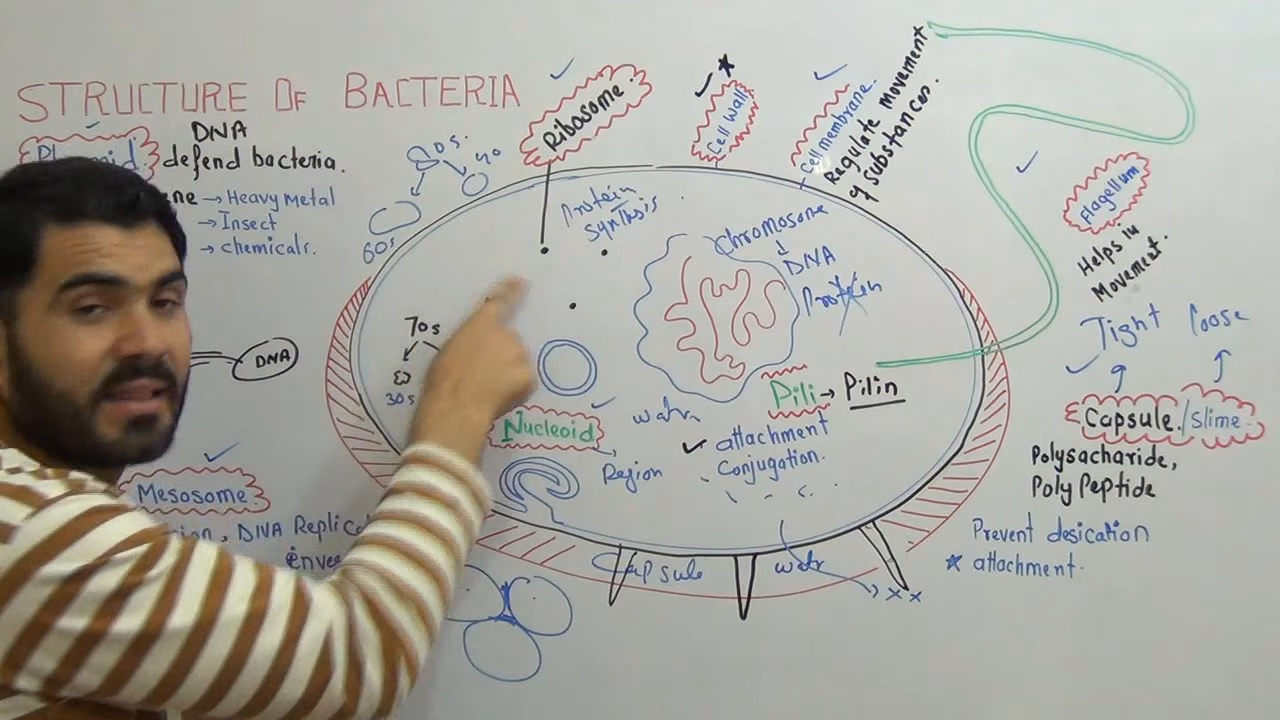 STRUCTURE OF BACTERIA
DNA
defend bacteria.
→ Heavy Metal
→ Insect
→ chemicals.
DNA
Mesosome
DNA Replic
40
60s
Ribosome.
Protein
Synthesis
Cell wall
Cell membrane.
Regulate Movement
of Substances.
Chromosome
↓
DNA
Protein
70s
30s
Nucleoid
Region
water
Pili → Pilin
attachment
Conjugation.
Capsule
water
x x
Flagellum
Helps in
Movement.
Tight Loose
Capsule./Slime.
Polysacharide,
Poly Peptide
Prevent desication
* attachment.